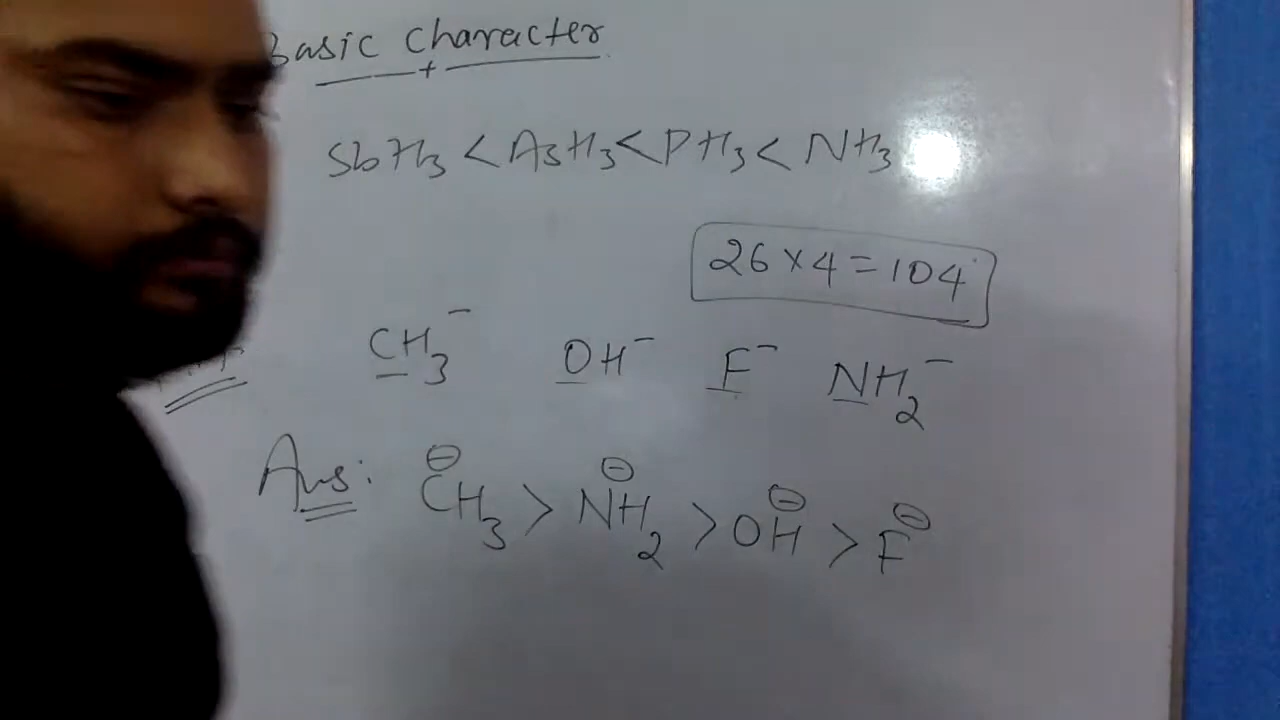 Basic Character
SbH₃ < AsH₃ < PH₃ < NH₃
26 × 4 = 104
CH₃⁻ OH⁻ F⁻ NH₂⁻
Ans: CH₃⊖ > NH₂⊖ > OH⊖ > F⊖